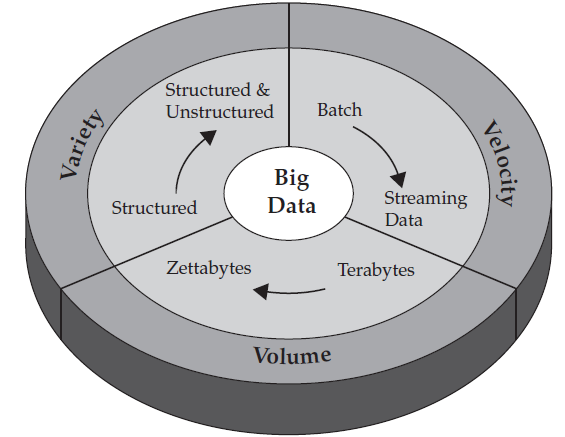 Variety
Structured &
Unstructured
Structured
Batch
Streaming
Data
Velocity
Big
Data
Zettabytes
Terabytes
Volume